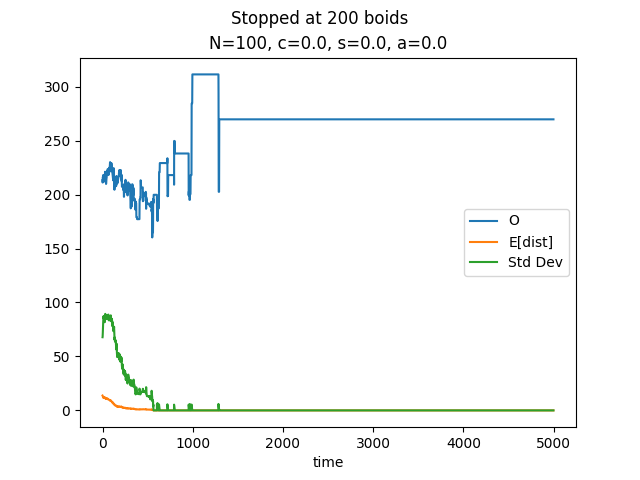 Stopped at 200 boids
N=100, c=0.0, s=0.0, a=0.0
300
250
200
150
100
50
0
O
E[dist]
Std Dev
0 1000 2000 3000 4000 5000
time